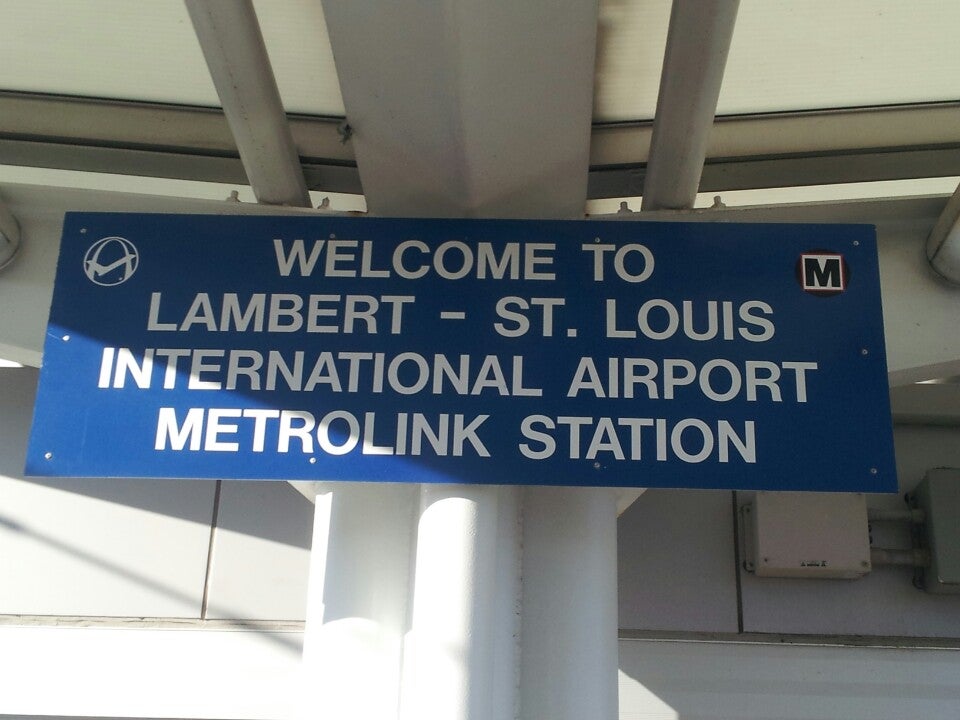 WELCOME TO
M
LAMBERT - ST. LOUIS
INTERNATIONAL AIRPORT
METROLINK STATION